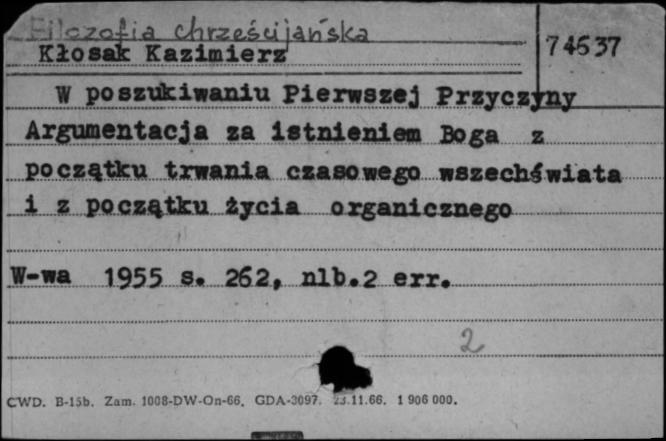 Filozofia chrześcijańska
Kłosak Kazimierz
74637
W poszukiwaniu Pierwszej Przyczyny
Argumentacja za istnieniem Boga z
początku trwania czasowego wszechświata
i z początku życia organicznego
W-wa 1955 s. 262, nlb.2 err.
2
CWD. B-15b. Zam. 1008-DW-On-66. GDA-3097. 23.11.66. 1 906 000.